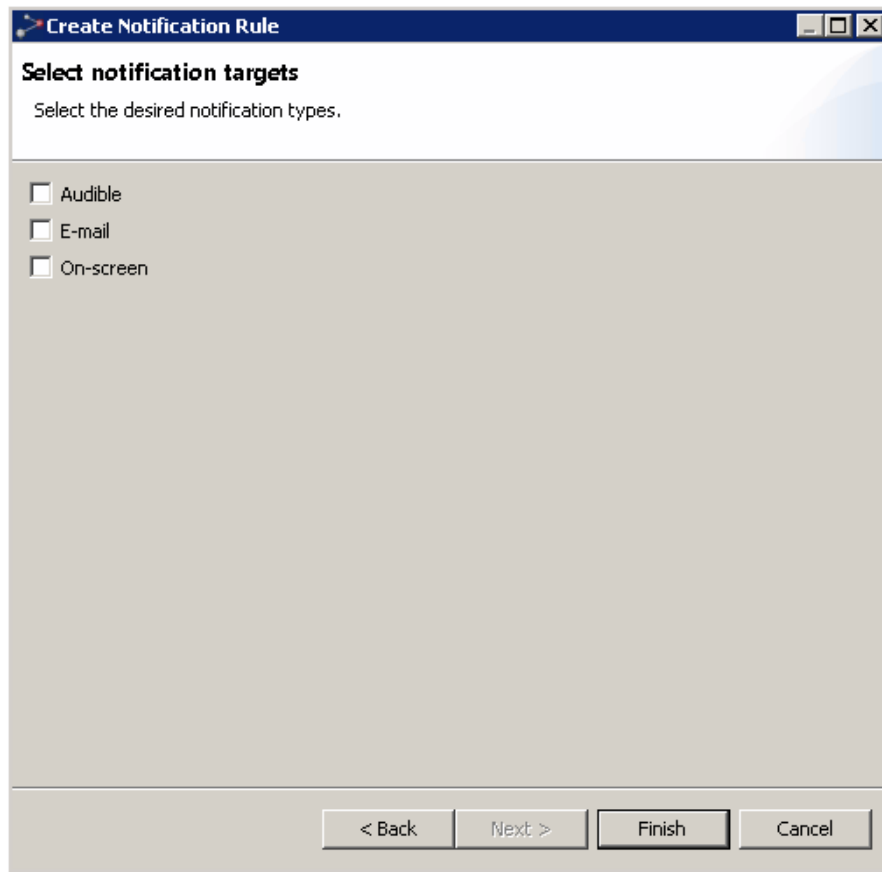 Create Notification Rule
Select notification targets
Select the desired notification types.
Audible
E-mail
On-screen
< Back Next > Finish Cancel